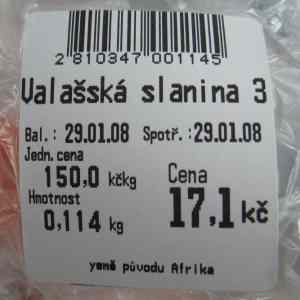 2 810347 001145
Valašská slanina 3
Bal.: 29.01.08 Spotř.: 29.01.08
Jedn. cena
150,0 kčkg
Cena
Hmotnost
17,1 kč
0,114 kg
země původu Afrika